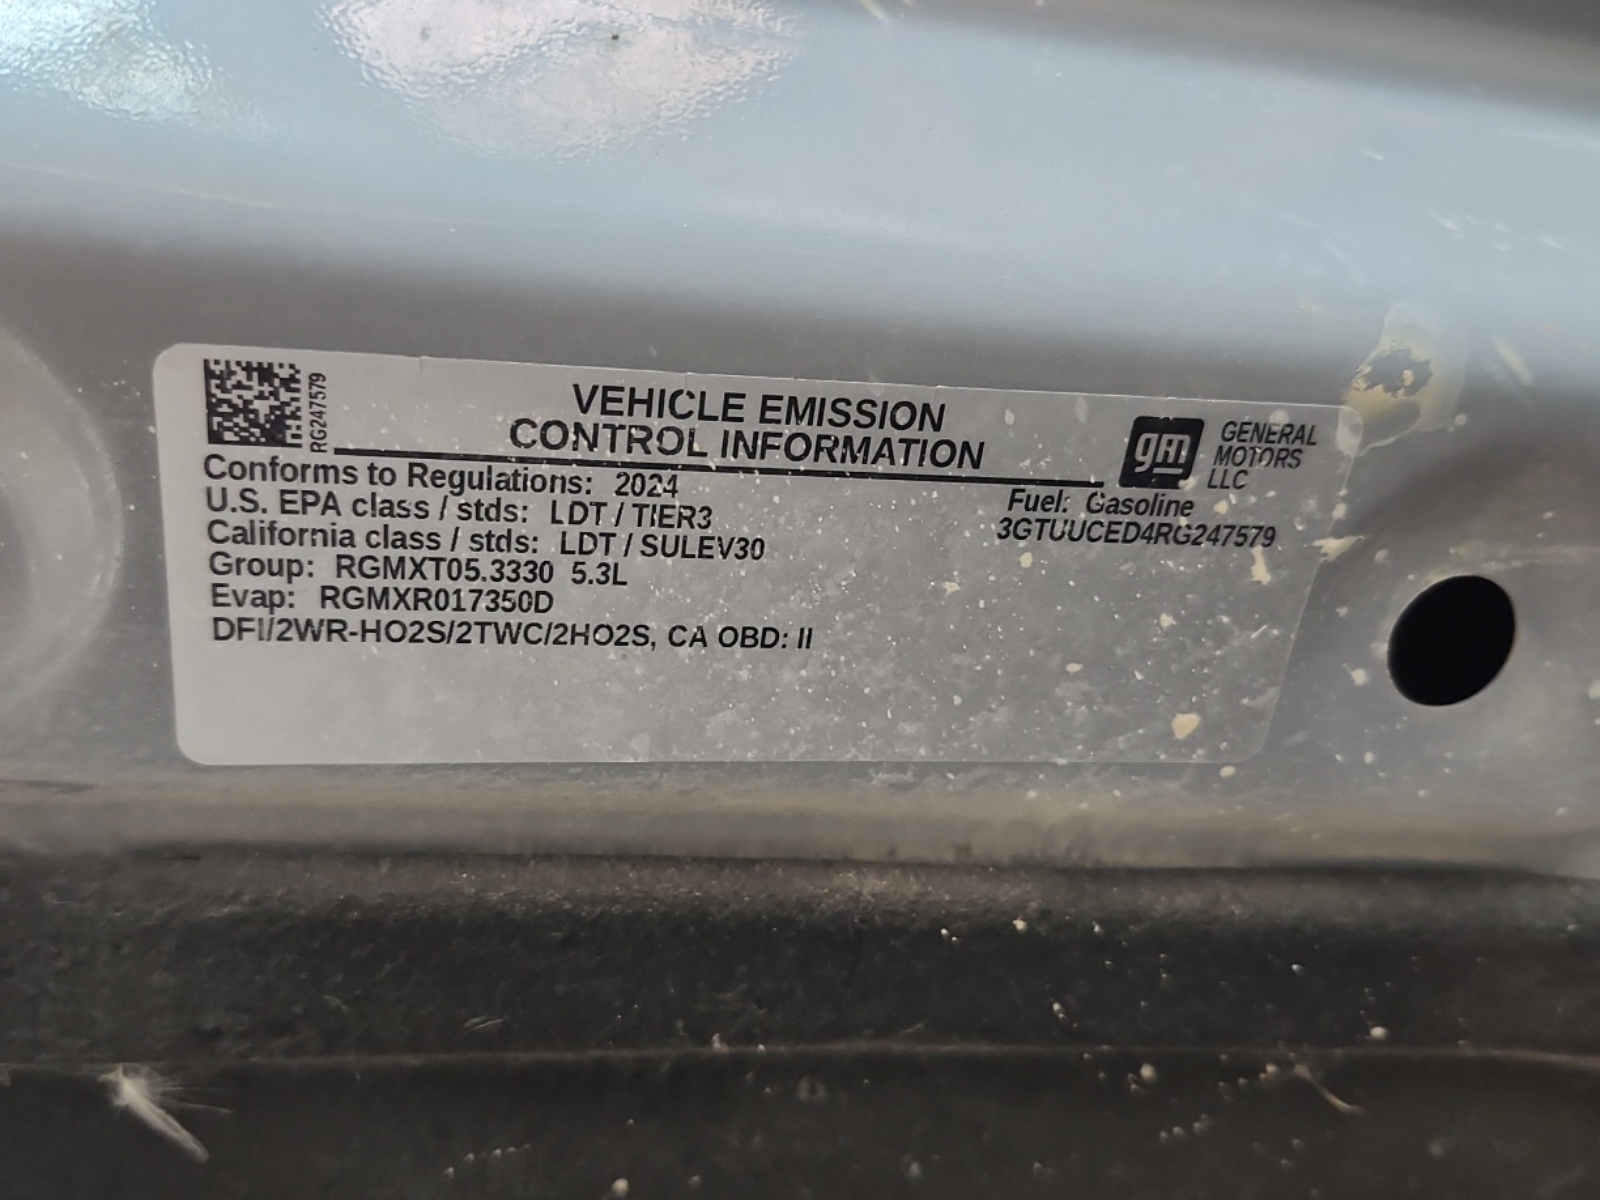 RG247579
VEHICLE EMISSION
CONTROL INFORMATION
gm GENERAL
MOTORS
LLC
Conforms to Regulations: 2024
U.S. EPA class / stds: LDT / TIER3
California class / stds: LDT / SULEV30
Group: RGMXT05.3330 5.3L
Evap: RGMXR017350D
DFI/2WR-HO2S/2TWC/2HO2S, CA OBD: II
Fuel: Gasoline
3GTUUCED4RG247579